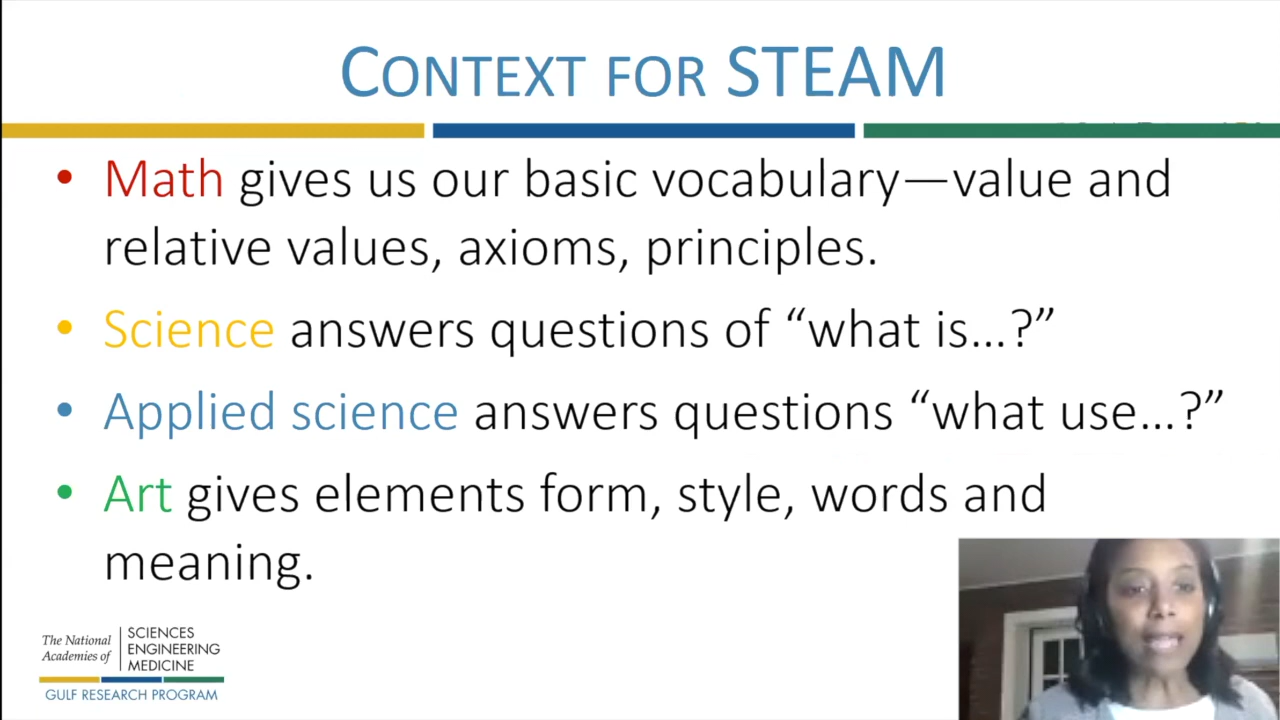 CONTEXT FOR STEAM
• Math gives us our basic vocabulary—value and
relative values, axioms, principles.
• Science answers questions of “what is...?”
• Applied science answers questions “what use...?”
• Art gives elements form, style, words and
meaning.
The National
Academies of
SCIENCES
ENGINEERING
MEDICINE
GULF RESEARCH PROGRAM